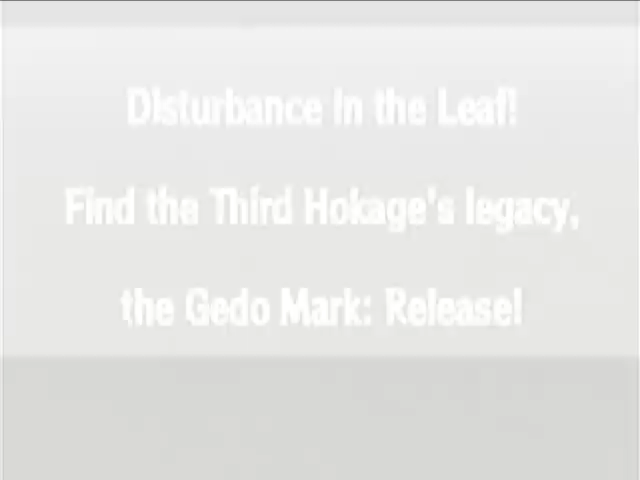 Disturbance in the Leaf!
Find the Third Hokage's legacy,
the Gedo Mark: Release!